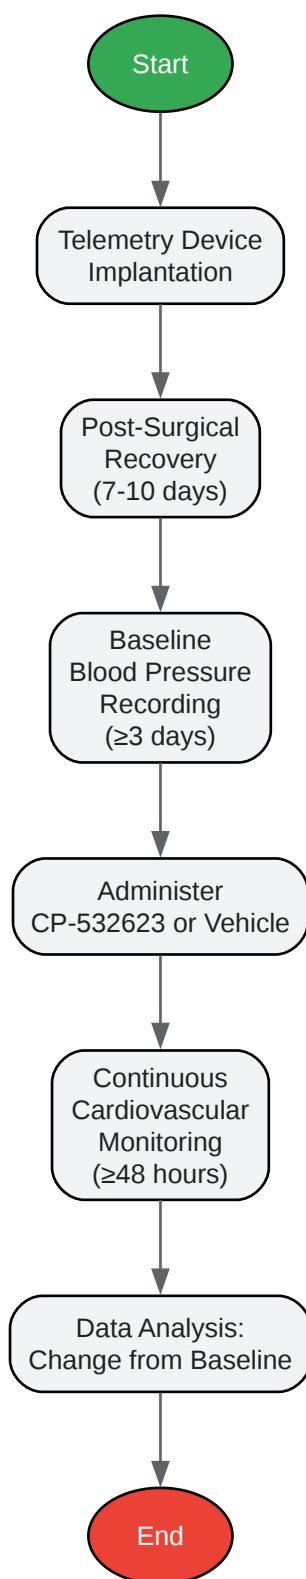 Start
Telemetry Device
Implantation
Post-Surgical
Recovery
(7-10 days)
Baseline
Blood Pressure
Recording
(≥3 days)
Administer
CP-532623 or Vehicle
Continuous
Cardiovascular
Monitoring
(≥48 hours)
Data Analysis:
Change from Baseline
End